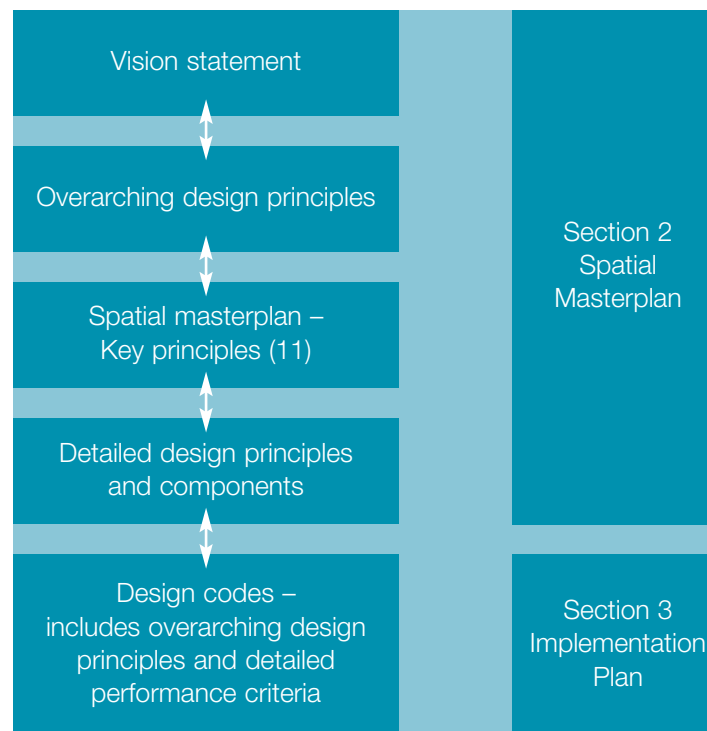 Vision statement
Overarching design principles
Spatial masterplan –
Key principles (11)
Detailed design principles
and components
Design codes –
includes overarching design
principles and detailed
performance criteria
Section 2
Spatial
Masterplan
Section 3
Implementation
Plan